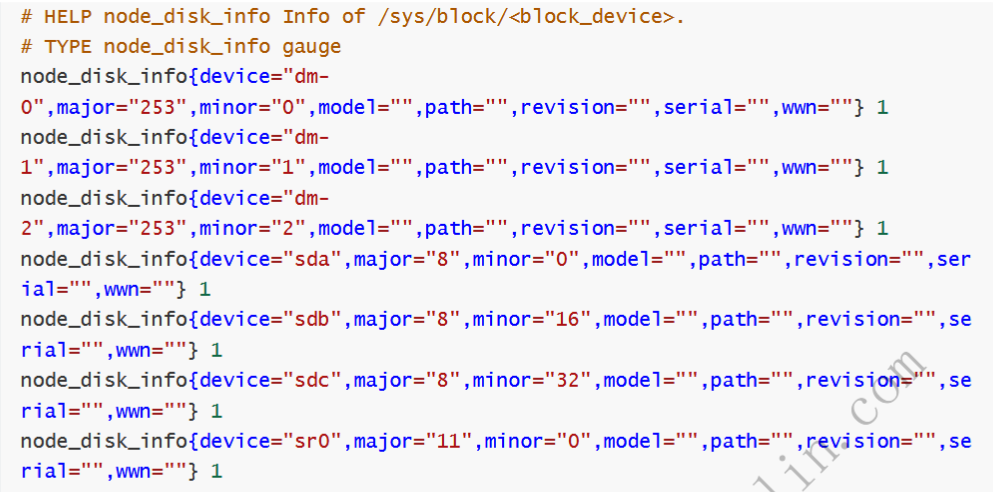 # HELP node_disk_info Info of /sys/block/<block_device>.
# TYPE node_disk_info gauge
node_disk_info{device="dm-
0",major="253",minor="0",model="",path="",revision="",serial="",wwn=""} 1
node_disk_info{device="dm-
1",major="253",minor="1",model="",path="",revision="",serial="",wwn=""} 1
node_disk_info{device="dm-
2",major="253",minor="2",model="",path="",revision="",serial="",wwn=""} 1
node_disk_info{device="sda",major="8",minor="0",model="",path="",revision="",ser
ial="",wwn=""} 1
node_disk_info{device="sdb",major="8",minor="16",model="",path="",revision="",se
rial="",wwn=""} 1
node_disk_info{device="sdc",major="8",minor="32",model="",path="",revision="",se
rial="",wwn=""} 1
node_disk_info{device="sr0",major="11",minor="0",model="",path="",revision="",se
rial="",wwn=""} 1